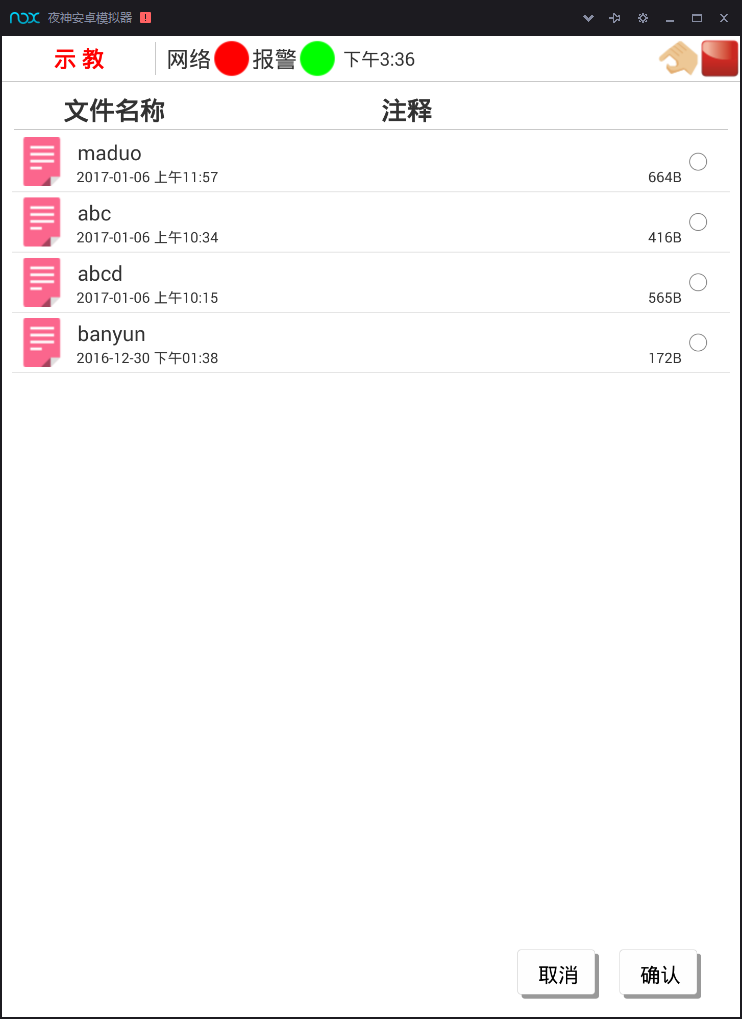 nox 夜神安卓模拟器 !
示教 网络 报警 下午3:36
文件名称 注释
maduo
2017-01-06 上午11:57 664B
abc
2017-01-06 上午10:34 416B
abcd
2017-01-06 上午10:15 565B
banyun
2016-12-30 下午01:38 172B
取消 确认